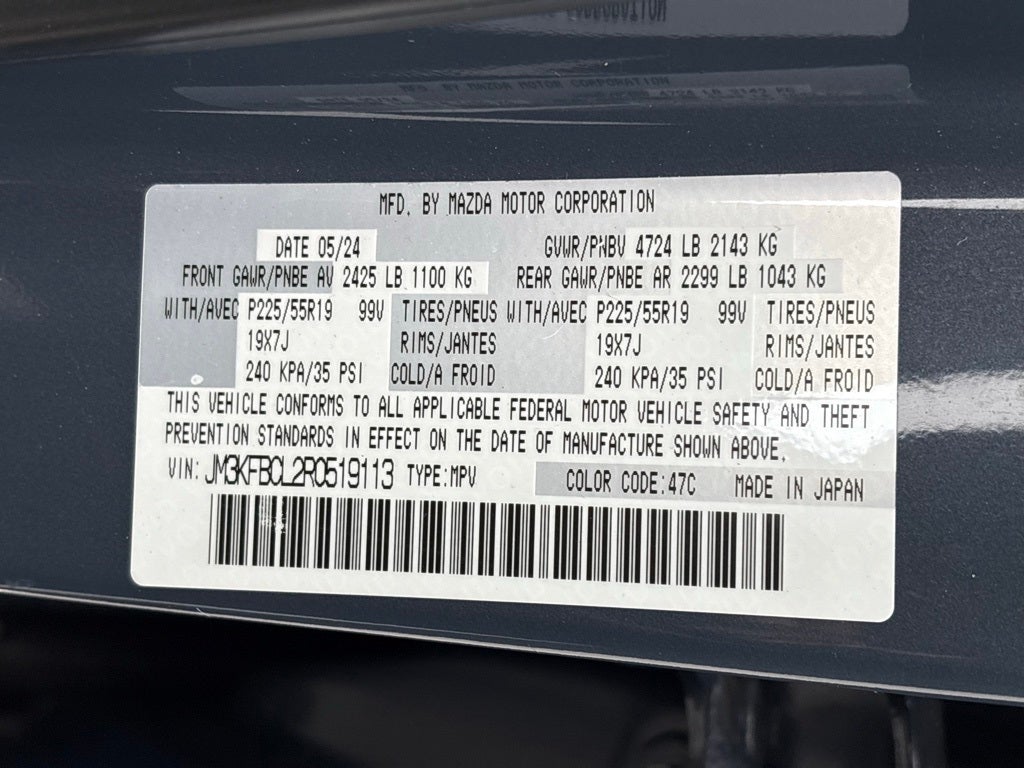 MFD. BY MAZDA MOTOR CORPORATION
DATE 05/24 GVWR/PNBV 4724 LB 2143 KG
FRONT GAWR/PNBE AV 2425 LB 1100 KG REAR GAWR/PNBE AR 2299 LB 1043 KG
WITH/AVEC P225/55R19 99V TIRES/PNEUS WITH/AVEC P225/55R19 99V TIRES/PNEUS
19X7J RIMS/JANTES 19X7J RIMS/JANTES
240 KPA/35 PSI COLD/A FROID 240 KPA/35 PSI COLD/A FROID
THIS VEHICLE CONFORMS TO ALL APPLICABLE FEDERAL MOTOR VEHICLE SAFETY AND THEFT
PREVENTION STANDARDS IN EFFECT ON THE DATE OF MANUFACTURE SHOWN ABOVE.
VIN: JM3KFBCL2R0519113 TYPE:MPV COLOR CODE:47C MADE IN JAPAN